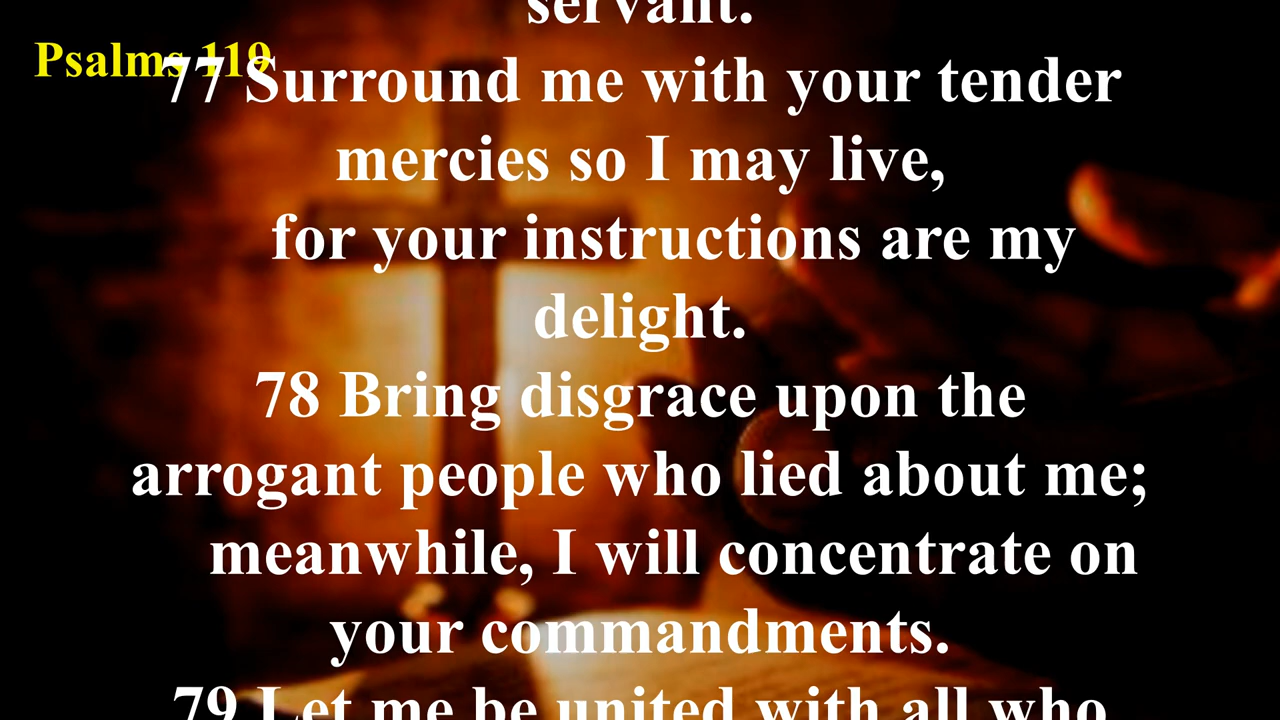 servant.
Psalms 119
77 Surround me with your tender
mercies so I may live,
for your instructions are my
delight.
78 Bring disgrace upon the
arrogant people who lied about me;
meanwhile, I will concentrate on
your commandments.
79 Let me be united with all who